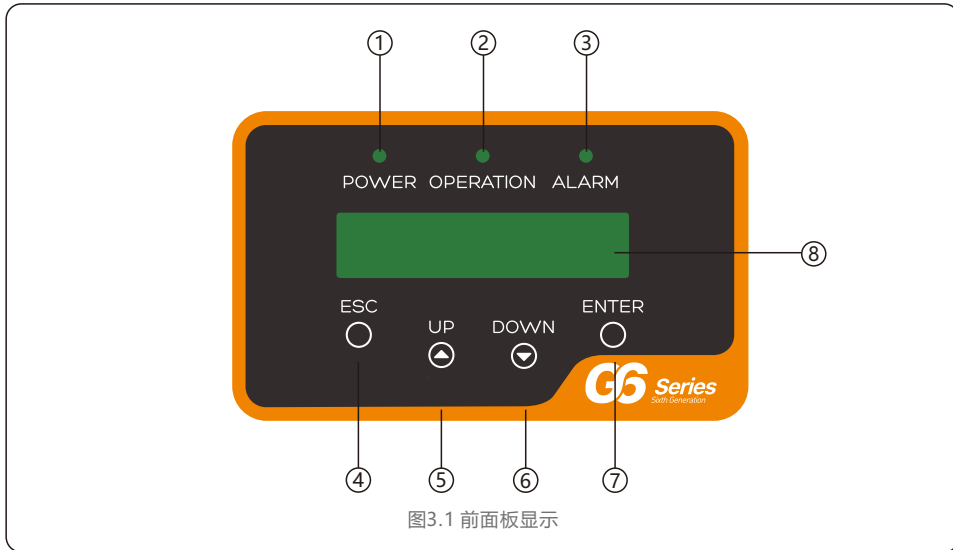 ① ② ③
POWER OPERATION ALARM
⑧
ESC ENTER
UP DOWN
G6 Series
Sixth Generation
④ ⑤ ⑥ ⑦
图3.1 前面板显示